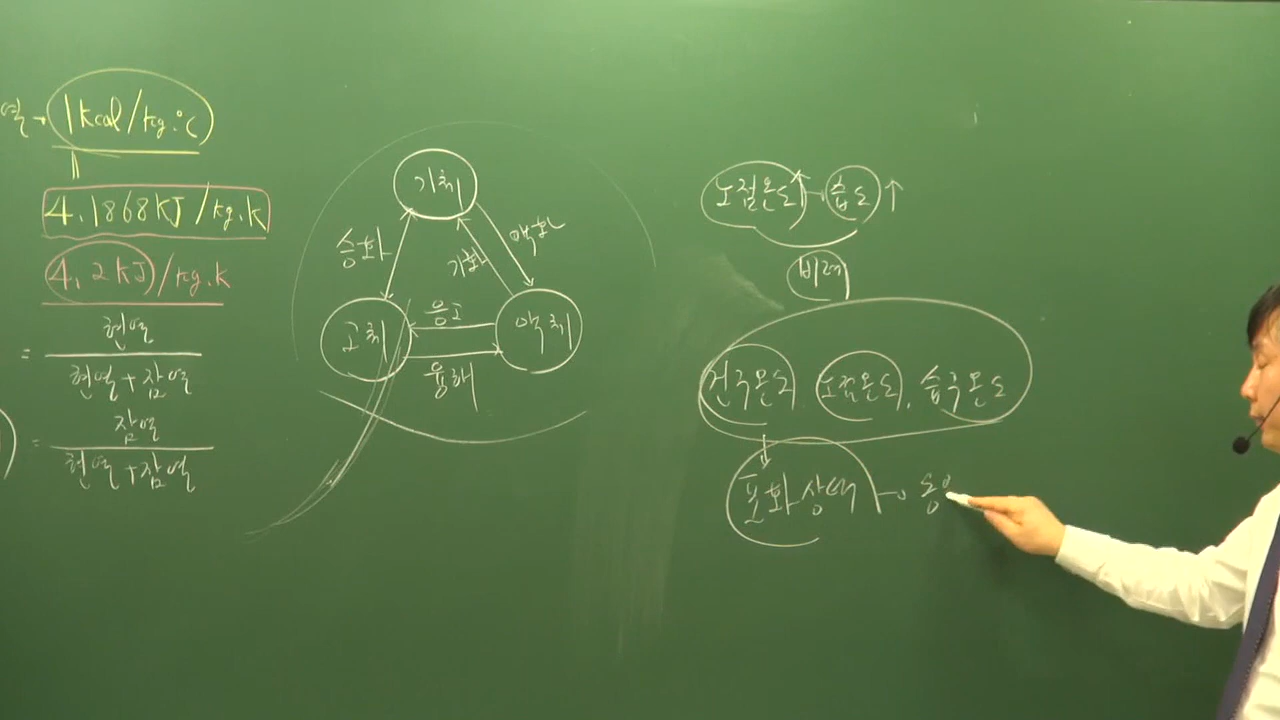 열 → 1kcal/kg·℃
=
4.1868KJ/kg.k
4.2KJ/kg.k
= 현열
현열+잠열
) = 잠열
현열+잠열
기체
승화
기화
액화
고체
응고
액체
융해
노점온도↑ → 습도↑
비례
건구온도, 노점온도, 습구온도
↓
포화상태 → 동